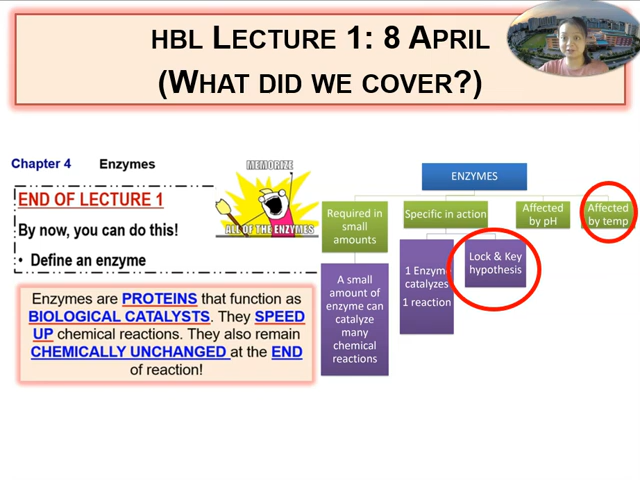 HBL LECTURE 1: 8 APRIL
(WHAT DID WE COVER?)
Chapter 4 Enzymes
END OF LECTURE 1
By now, you can do this!
• Define an enzyme
MEMORIZE
ALL OF THE ENZYMES
Enzymes are PROTEINS that function as
BIOLOGICAL CATALYSTS. They SPEED
UP chemical reactions. They also remain
CHEMICALLY UNCHANGED at the END
of reaction!
ENZYMES
Required in
small
amounts
Specific in action
Affected
by pH
Affected
by temp
A small
amount of
enzyme can
catalyze
many
chemical
reactions
1 Enzyme
catalyzes
1 reaction
Lock & Key
hypothesis